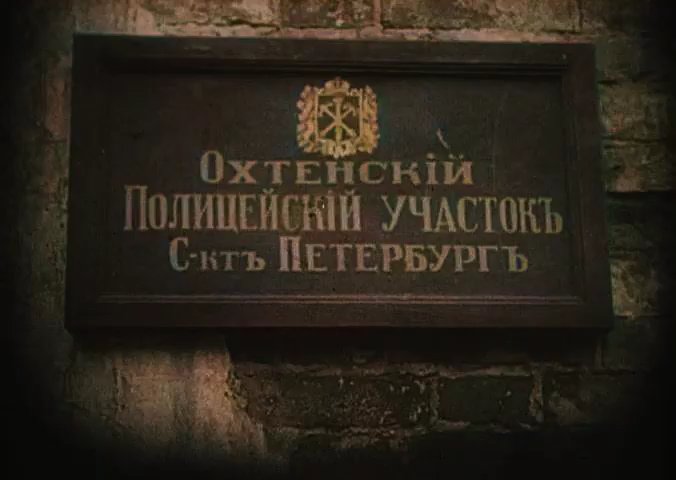 Охтенскій
Полицейскій участокъ
С-ктъ Петербургъ